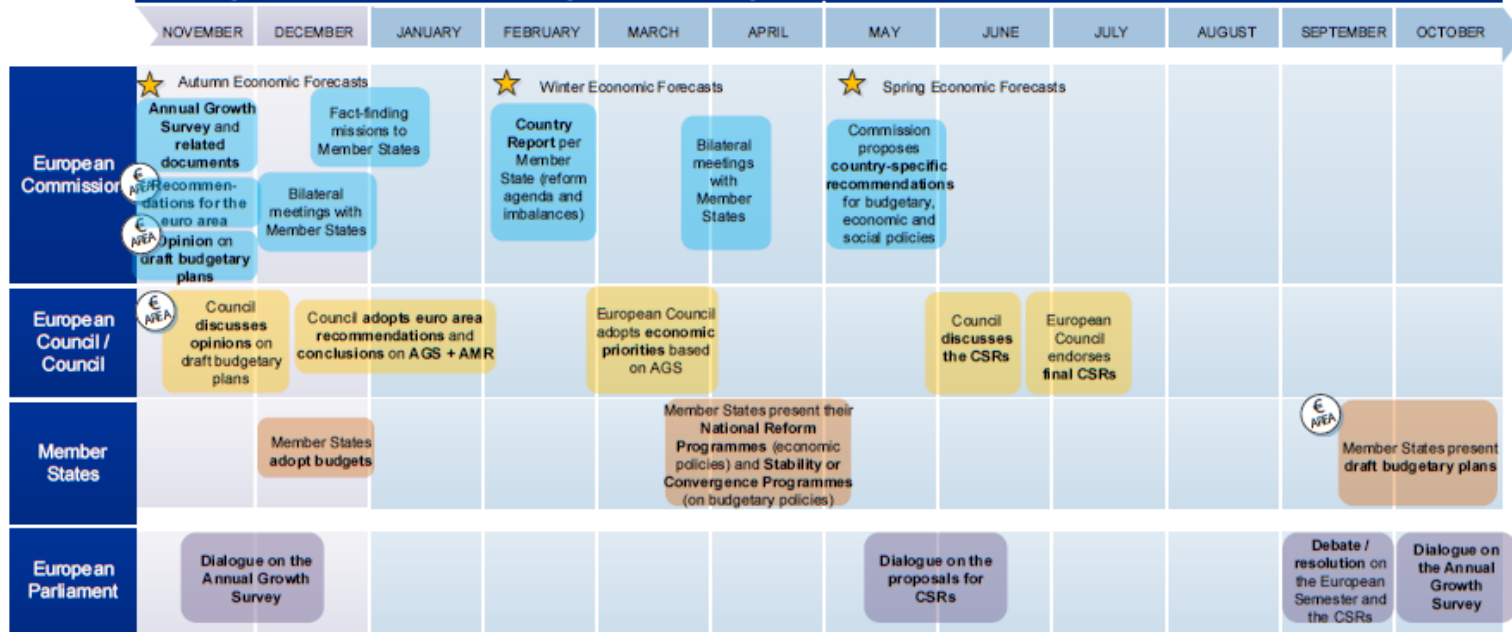 NOVEMBER
DECEMBER
JANUARY
FEBRUARY
MARCH
APRIL
MAY
JUNE
JULY
AUGUST
SEPTEMBER
OCTOBER
European
Commission
Autumn Economic Forecasts
Winter Economic Forecasts
Spring Economic Forecasts
Annual Growth
Survey and
related
documents
Fact-finding
missions to
Member States
Country
Report per
Member
State (reform
agenda and
imbalances)
Bilateral
meetings
with
Member
States
Commission
proposes
country-specific
recommendations
for budgetary,
economic and
social policies
€
AREA
Recommen-
dations for the
euro area
Bilateral
meetings with
Member States
€
AREA
Opinion on
draft budgetary
plans
European
Council /
Council
€
AREA
Council
discusses
opinions on
draft budgetary
plans
Council adopts euro area
recommendations and
conclusions on AGS + AMR
European Council
adopts economic
priorities based
on AGS
Council
discusses
the CSRs
European
Council
endorses
final CSRs
Member
States
Member States
adopt budgets
Member States present their
National Reform
Programmes (economic
policies) and Stability or
Convergence Programmes
(on budgetary policies)
€
AREA
Member States present
draft budgetary plans
European
Parliament
Dialogue on the
Annual Growth
Survey
Dialogue on the
proposals for
CSRs
Debate /
resolution on
the European
Semester and
the CSRs
Dialogue on
the Annual
Growth
Survey